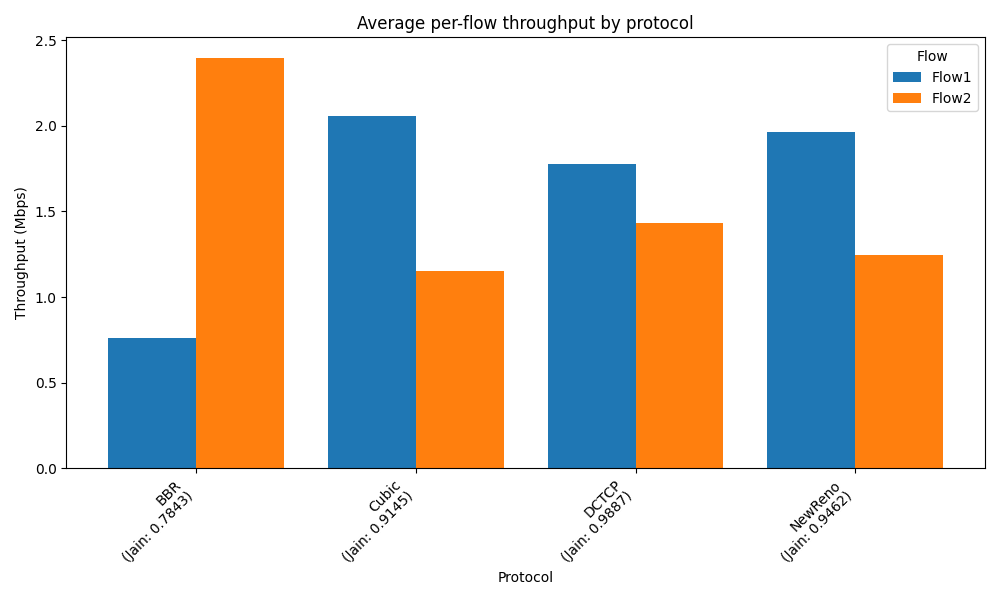 Average per-flow throughput by protocol
Throughput (Mbps)
2.5
2.0
1.5
1.0
0.5
0.0
Flow
Flow1
Flow2
BBR
(Jain: 0.7843)
Cubic
(Jain: 0.9145)
DCTCP
(Jain: 0.9887)
NewReno
(Jain: 0.9462)
Protocol